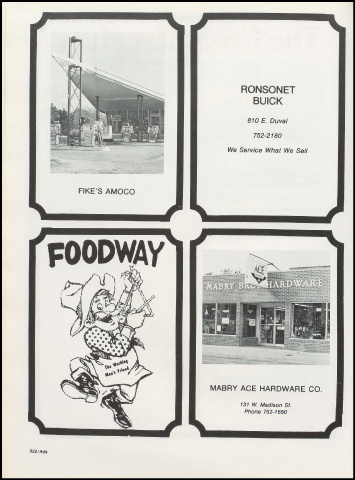 FIKE'S AMOCO
RONSONET
BUICK
810 E. Duval
752-2180
We Service What We Sell
FOODWAY
The Working
Man's Friend
ACE
MABRY BROS HARDWARE
MABRY ACE HARDWARE CO.
131 W. Madison St.
Phone 752-1650
322/Ads